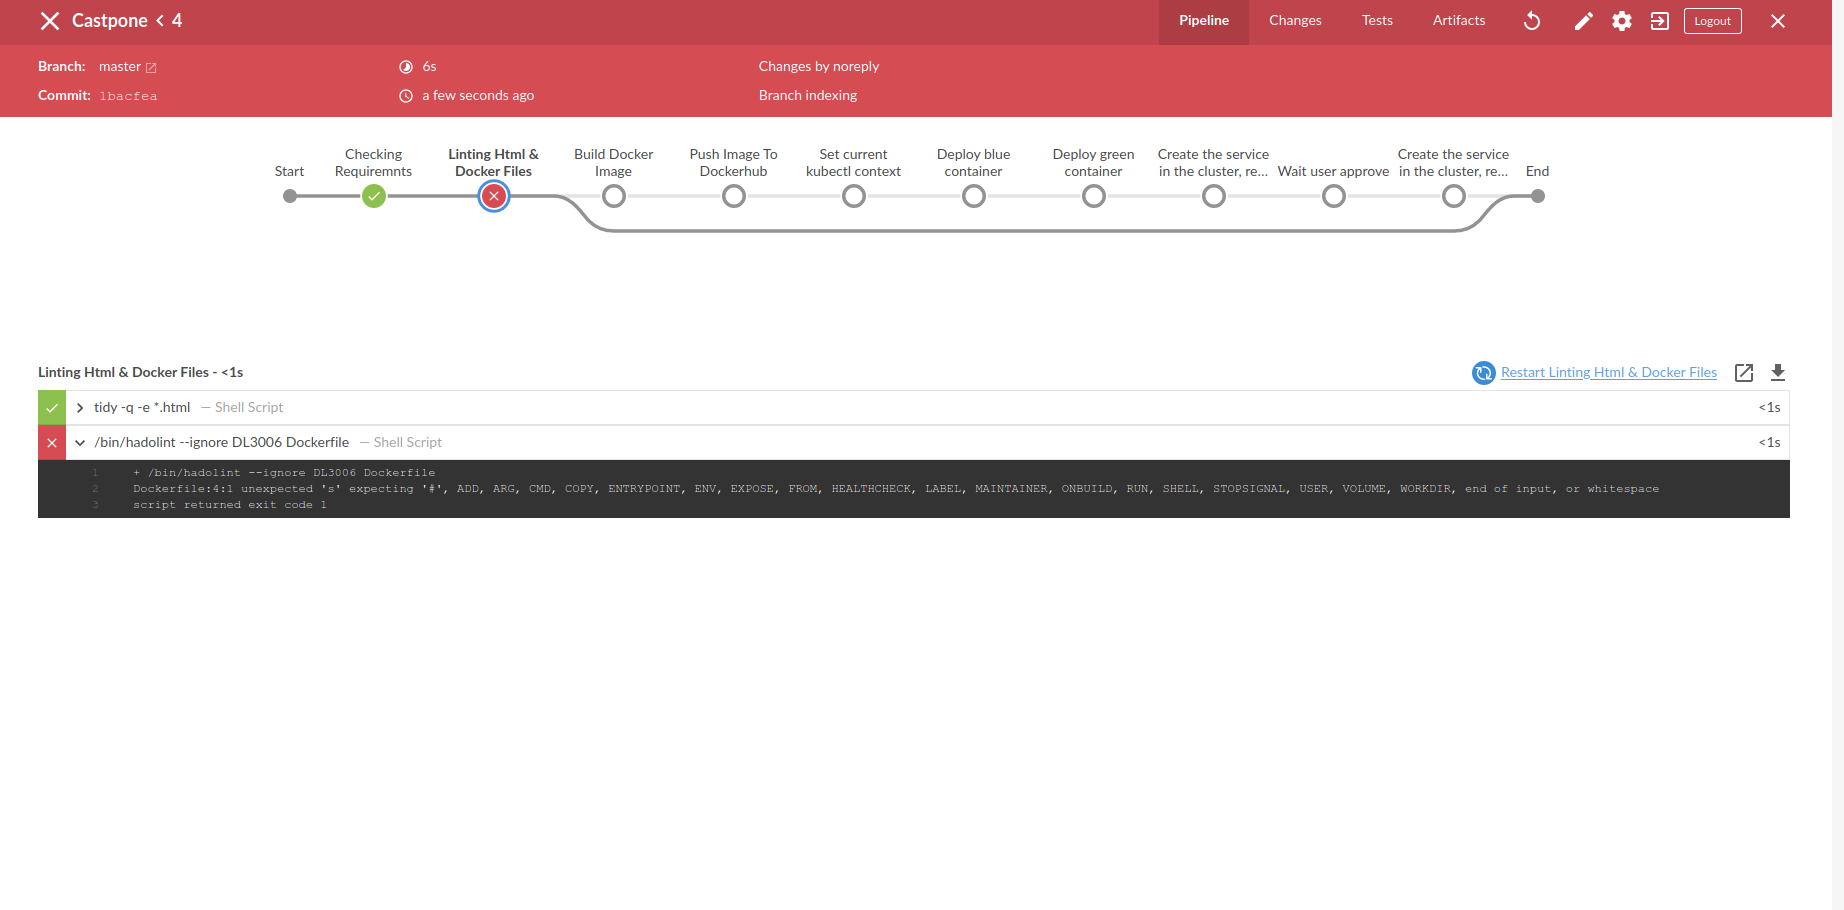 Castpone < 4
Pipeline
Changes
Tests
Artifacts
Logout
Branch: master
6s
Changes by noreply
Commit: 1bacfea
a few seconds ago
Branch indexing
Start
Checking
Requiremnts
Linting Html &
Docker Files
Build Docker
Image
Push Image To
Dockerhub
Set current
kubectl context
Deploy blue
container
Deploy green
container
Create the service
in the cluster, re...
Wait user approve
Create the service
in the cluster, re...
End
Linting Html & Docker Files - <1s
Restart Linting Html & Docker Files
tidy -q -e *.html — Shell Script <1s
/bin/hadolint --ignore DL3006 Dockerfile — Shell Script <1s
1 + /bin/hadolint --ignore DL3006 Dockerfile
2 Dockerfile:4:1 unexpected 's' expecting '#', ADD, ARG, CMD, COPY, ENTRYPOINT, ENV, EXPOSE, FROM, HEALTHCHECK, LABEL, MAINTAINER, ONBUILD, RUN, SHELL, STOPSIGNAL, USER, VOLUME, WORKDIR, end of input, or whitespace
3 script returned exit code 1